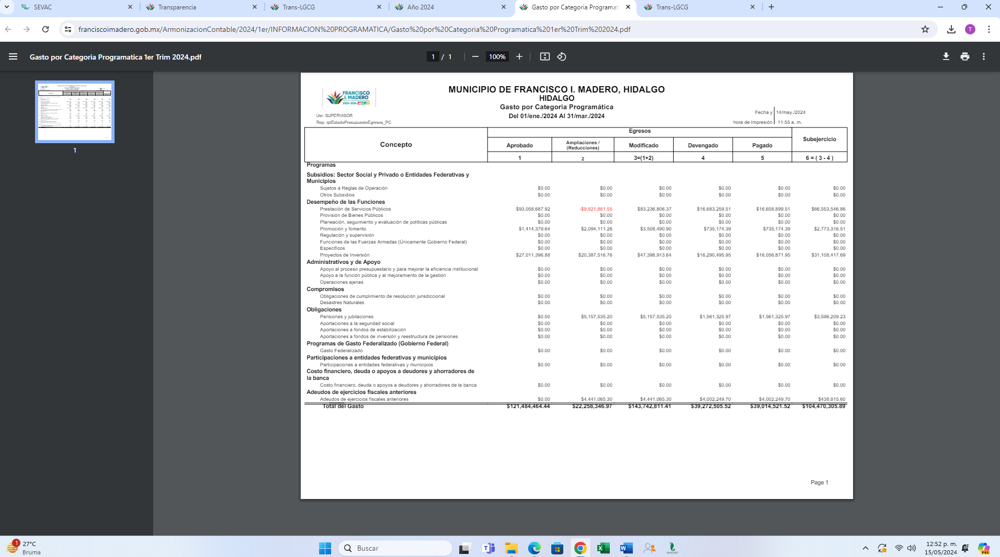 SEVAC
Transparencia
Trans-LGCG
Año 2024
Gasto por Categoria Programat
Trans-LGCG
franciscoimadero.gob.mx/ArmonizacionContable/2024/1er/INFORMACION%20PROGRAMATICA/Gasto%20por%20Categoria%20Programatica%201er%20Trim%202024.pdf
T
Gasto por Categoria Programatica 1er Trim 2024.pdf
1 / 1
100%
1
FRANCISCO
I. MADERO
2020-2024
MUNICIPIO DE FRANCISCO I. MADERO, HIDALGO
HIDALGO
Gasto por Categoria Programática
Del 01/ene./2024 Al 31/mar./2024
Usr: SUPERVISOR
Rep: rptEstadoPresupuestoEgresos_PC
Fecha y 14/may./2024
hora de Impresión 11:55 a. m.
Concepto
Egresos
Subejercicio
Aprobado Ampliaciones / (Reducciones) Modificado Devengado Pagado
1 2 3=(1+2) 4 5 6 = ( 3 - 4 )
Programas
Subsidios: Sector Social y Privado o Entidades Federativas y
Municipios
Sujetos a Reglas de Operación $0.00 $0.00 $0.00 $0.00 $0.00 $0.00
Otros Subsidios $0.00 $0.00 $0.00 $0.00 $0.00 $0.00
Desempeño de las Funciones
Prestación de Servicios Públicos $93,058,687.92 -$9,821,881.55 $83,236,806.37 $16,683,259.51 $16,658,899.51 $66,553,546.86
Provisión de Bienes Públicos $0.00 $0.00 $0.00 $0.00 $0.00 $0.00
Planeación, seguimiento y evaluación de políticas públicas $0.00 $0.00 $0.00 $0.00 $0.00 $0.00
Promoción y fomento $1,414,379.64 $2,094,111.26 $3,508,490.90 $735,174.39 $735,174.39 $2,773,316.51
Regulación y supervisión $0.00 $0.00 $0.00 $0.00 $0.00 $0.00
Funciones de las Fuerzas Armadas (Únicamente Gobierno Federal) $0.00 $0.00 $0.00 $0.00 $0.00 $0.00
Específicos $0.00 $0.00 $0.00 $0.00 $0.00 $0.00
Proyectos de Inversión $27,011,396.88 $20,387,516.76 $47,398,913.64 $16,290,495.95 $16,056,871.95 $31,108,417.69
Administrativos y de Apoyo
Apoyo al proceso presupuestario y para mejorar la eficiencia institucional $0.00 $0.00 $0.00 $0.00 $0.00 $0.00
Apoyo a la función pública y al mejoramiento de la gestión $0.00 $0.00 $0.00 $0.00 $0.00 $0.00
Operaciones ajenas $0.00 $0.00 $0.00 $0.00 $0.00 $0.00
Compromisos
Obligaciones de cumplimiento de resolución jurisdiccional $0.00 $0.00 $0.00 $0.00 $0.00 $0.00
Desastres Naturales $0.00 $0.00 $0.00 $0.00 $0.00 $0.00
Obligaciones
Pensiones y jubilaciones $0.00 $5,157,535.20 $5,157,535.20 $1,561,325.97 $1,561,325.97 $3,596,209.23
Aportaciones a la seguridad social $0.00 $0.00 $0.00 $0.00 $0.00 $0.00
Aportaciones a fondos de estabilización $0.00 $0.00 $0.00 $0.00 $0.00 $0.00
Aportaciones a fondos de inversión y reestructura de pensiones $0.00 $0.00 $0.00 $0.00 $0.00 $0.00
Programas de Gasto Federalizado (Gobierno Federal)
Gasto Federalizado $0.00 $0.00 $0.00 $0.00 $0.00 $0.00
Participaciones a entidades federativas y municipios
Participaciones a entidades federativas y municipios $0.00 $0.00 $0.00 $0.00 $0.00 $0.00
Costo financiero, deuda o apoyos a deudores y ahorradores de
la banca
Costo financiero, deuda o apoyos a deudores y ahorradores de la banca $0.00 $0.00 $0.00 $0.00 $0.00 $0.00
Adeudos de ejercicios fiscales anteriores
Adeudos de ejercicios fiscales anteriores $0.00 $4,441,065.30 $4,441,065.30 $4,002,249.70 $4,002,249.70 $438,815.60
Total del Gasto $121,484,464.44 $22,258,346.97 $143,742,811.41 $39,272,505.52 $39,014,521.52 $104,470,305.89
Page 1
1
27°C
Bruma
Buscar
12:52 p. m.
15/05/2024
PRE